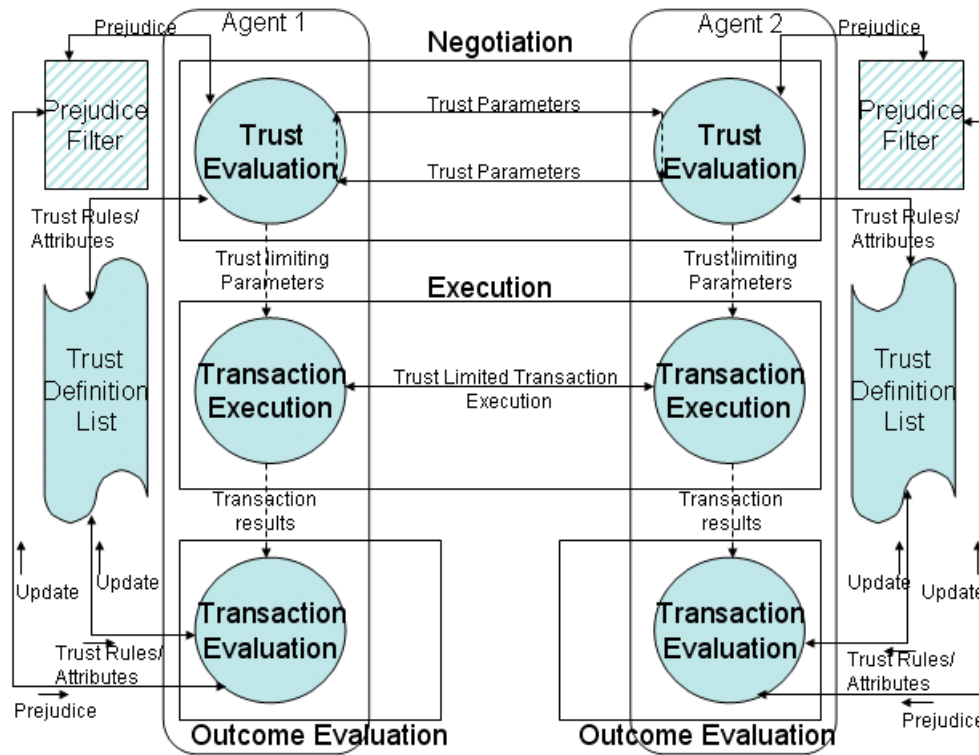 Prejudice
Agent 1
Negotiation
Agent 2
Prejudice
Prejudice
Filter
Trust
Evaluation
Trust Parameters
Trust Parameters
Trust
Evaluation
Prejudice
Filter
Trust Rules/
Attributes
Trust limiting
Parameters
Trust limiting
Parameters
Trust Rules/
Attributes
Execution
Trust
Definition
List
Transaction
Execution
Trust Limited Transaction
Execution
Transaction
Execution
Trust
Definition
List
Transaction
results
Transaction
results
Update
Update
Transaction
Evaluation
Transaction
Evaluation
Update
Update
Trust Rules/
Attributes
Prejudice
Trust Rules/
Attributes
Prejudice
Outcome Evaluation
Outcome Evaluation